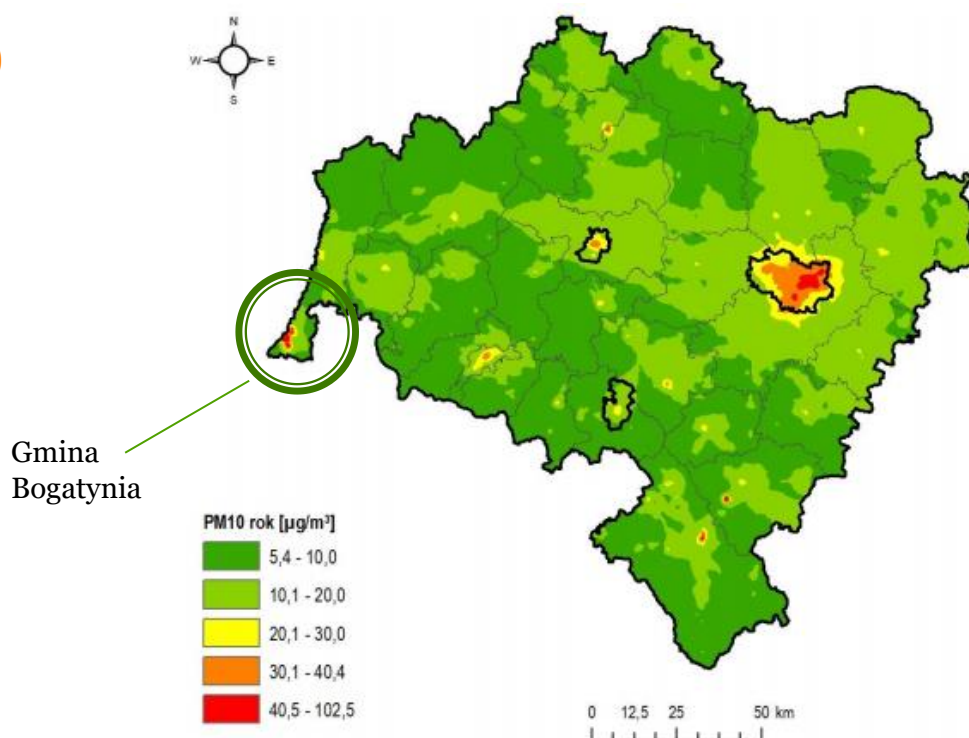 N
W E
S
Gmina
Bogatynia
PM10 rok [µg/m³]
5,4 - 10,0
10,1 - 20,0
20,1 - 30,0
30,1 - 40,4
40,5 - 102,5
0 12,5 25 50 km